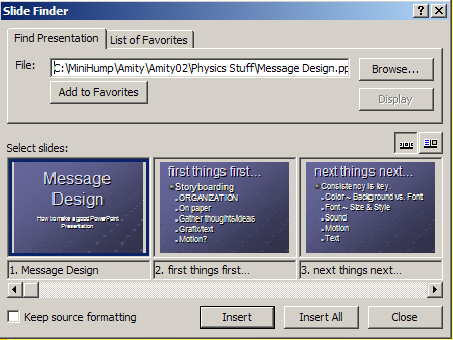 Slide Finder
Find Presentation
List of Favorites
File:
C:\MiniHump\Amity\Amity02\Physics Stuff\Message Design.pp
Browse...
Add to Favorites
Display
Select slides:
Message
Design
How to make a good PowerPoint
Presentation
first things first...
Storyboarding
ORGANIZATION
On paper
Gather thoughts/ideas
Grafix/text
Motion?
next things next...
Consistency is key.
Color ~ Background vs. Font
Font ~ Size & Style
Sound
Motion
Text
1. Message Design
2. first things first...
3. next things next...
Keep source formatting
Insert
Insert All
Close